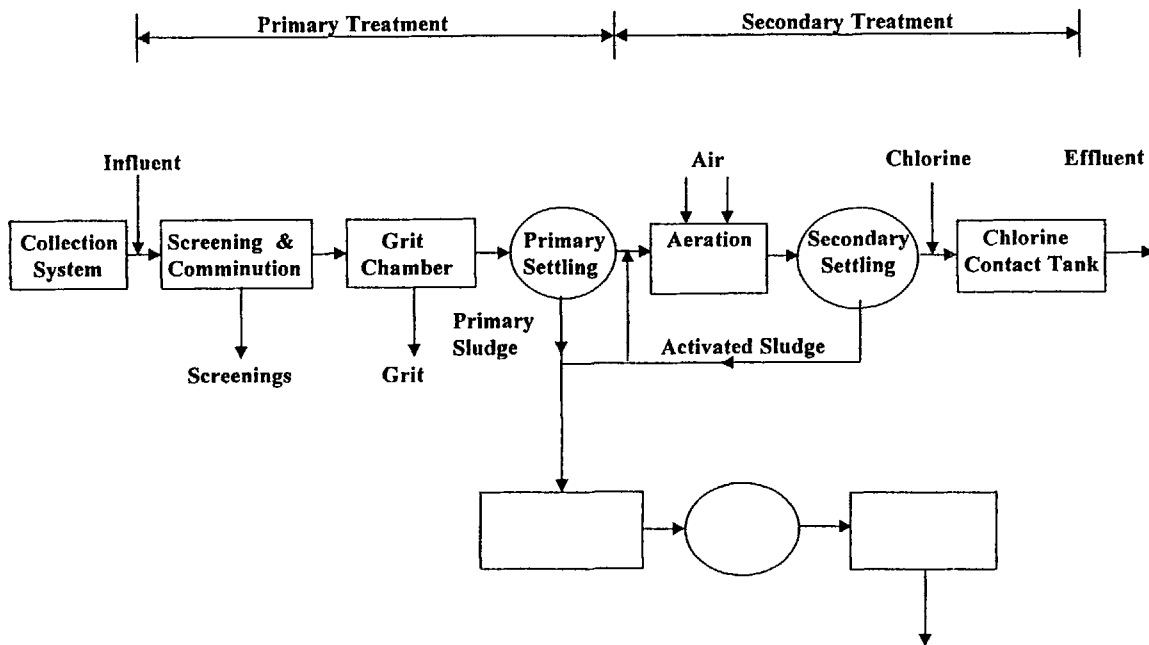 Primary Treatment
Secondary Treatment
Influent
Air
Chlorine
Effluent
Collection
System
Screening &
Comminution
Grit
Chamber
Primary
Settling
Aeration
Secondary
Settling
Chlorine
Contact Tank
Primary
Sludge
Activated Sludge
Screenings
Grit